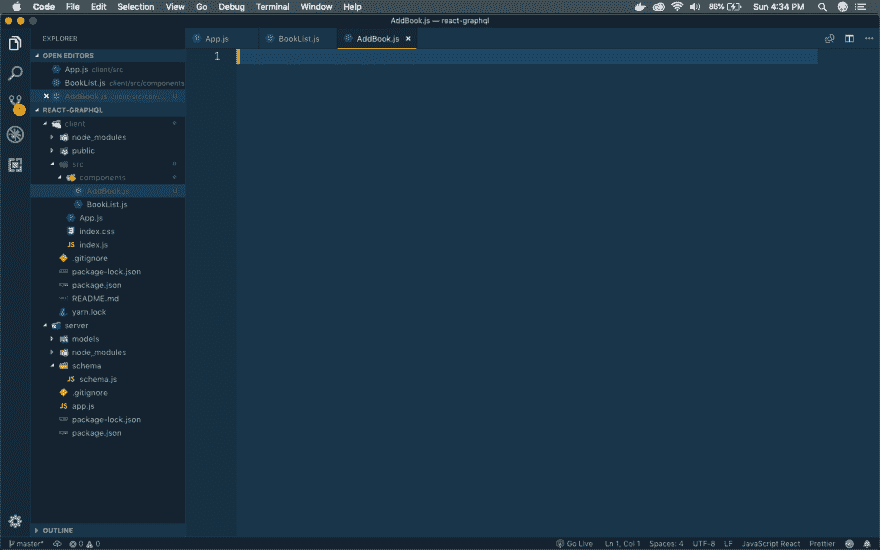 Code File Edit Selection View Go Debug Terminal Window Help 86% Sun 4:34 PM
AddBook.js — react-graphql
EXPLORER
App.js BookList.js AddBook.js ×
OPEN EDITORS
App.js client/src
BookList.js client/src/components
AddBook.js client/src/com... U
REACT-GRAPHQL
client
node_modules
public
src
components
AddBook.js U
BookList.js
App.js
index.css
JS index.js
.gitignore
package-lock.json
package.json
README.md
yarn.lock
server
models
node_modules
schema
JS schema.js
.gitignore
JS app.js
package-lock.json
package.json
1
OUTLINE
master* 0 0 Go Live Ln 1, Col 1 Spaces: 4 UTF-8 LF JavaScript React Prettier